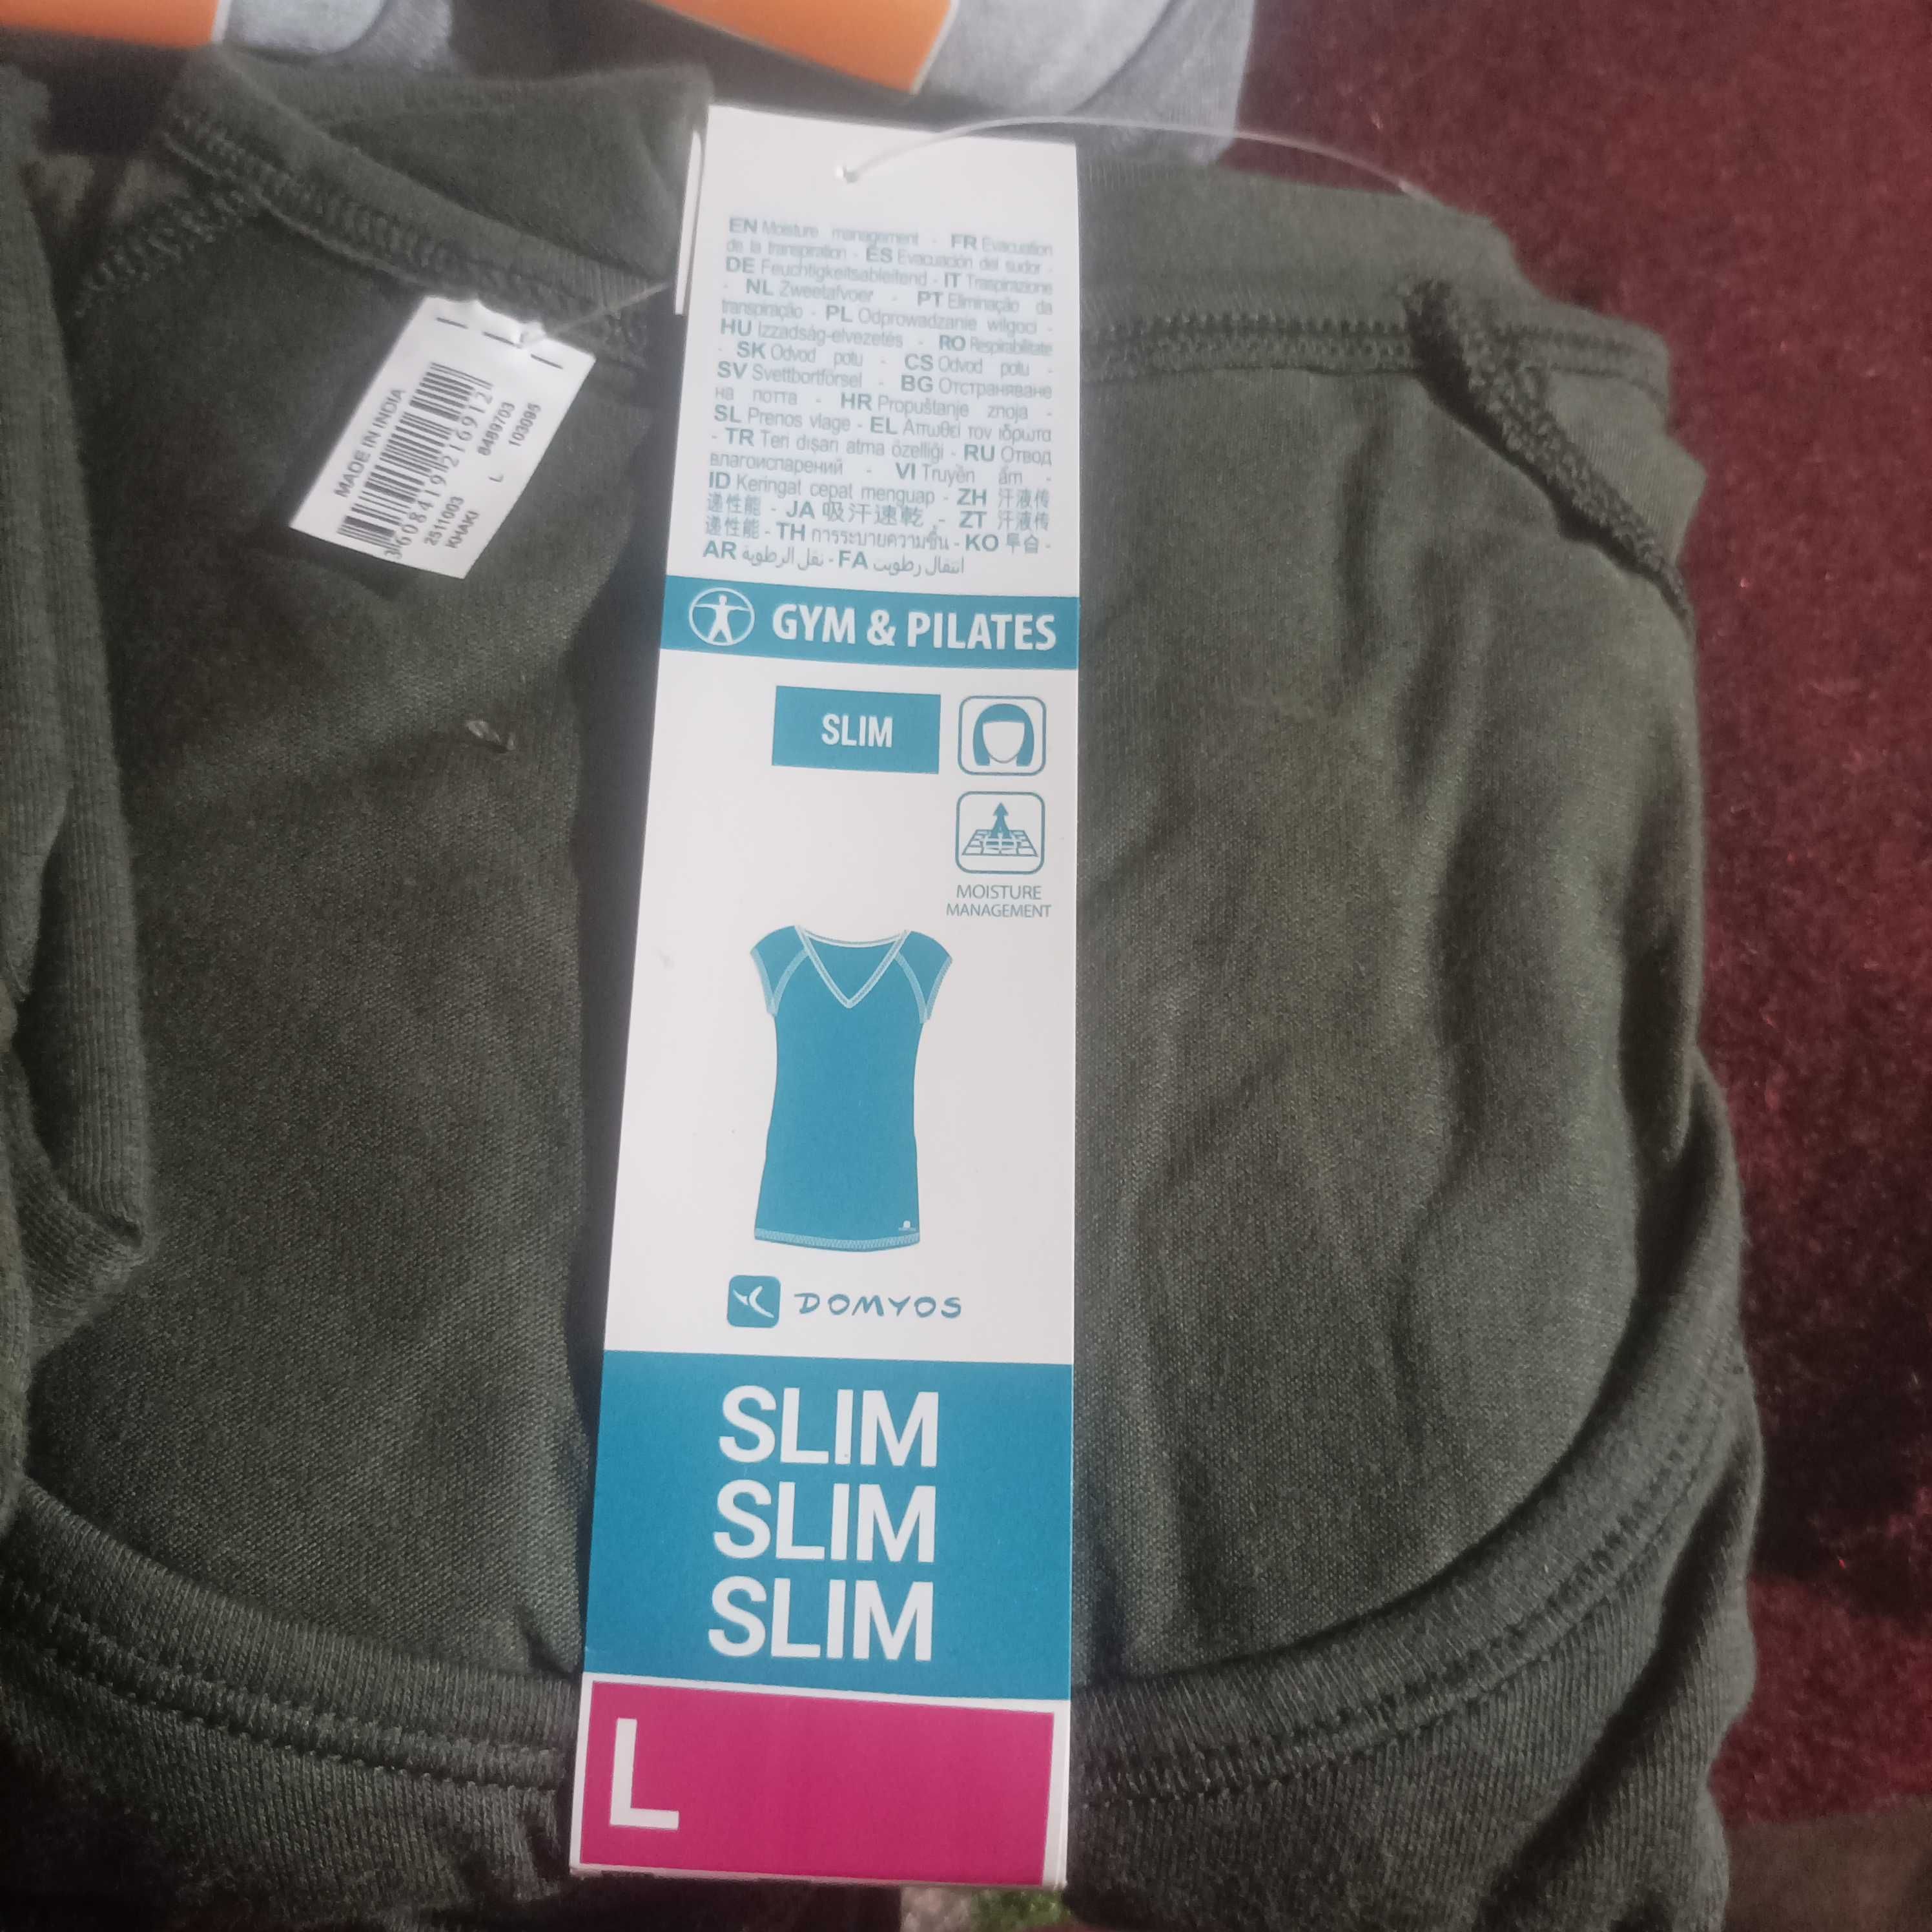 EN Moisture management - FR Evacuation
de la transpiration - ES Evacuación del sudor -
DE Feuchtigkeitsableitend - IT Traspirazione
- NL Zweetafvoer - PT Eliminação da
transpiração - PL Odprowadzanie wilgoci -
HU Izzadság-elvezetés - RO Respirabilitate
- SK Odvod potu - CS Odvod potu -
SV Svettbortförsel - BG Отстраняване
на потта - HR Propuštanje znoja -
SL Prenos vlage - EL Απωθεί τον ιδρώτα
- TR Teri dışarı atma özelliği - RU Отвод
влагоиспарений - VI Truyền ẩm -
ID Keringat cepat menguap - ZH 汗液传
递性能 - JA 吸汗速乾 - ZT 汗液传
递性能 - TH การระบายความชื้น - KO 투습 -
AR نقل الرطوبة - FA انتقال رطوبت
MADE IN INDIA
3608419216912
2511003 8489703
KHAKI L 103095
GYM & PILATES
SLIM
MOISTURE
MANAGEMENT
DOMYOS
SLIM
SLIM
SLIM
L